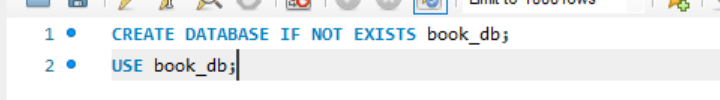 1 CREATE DATABASE IF NOT EXISTS book_db;
2 USE book_db;